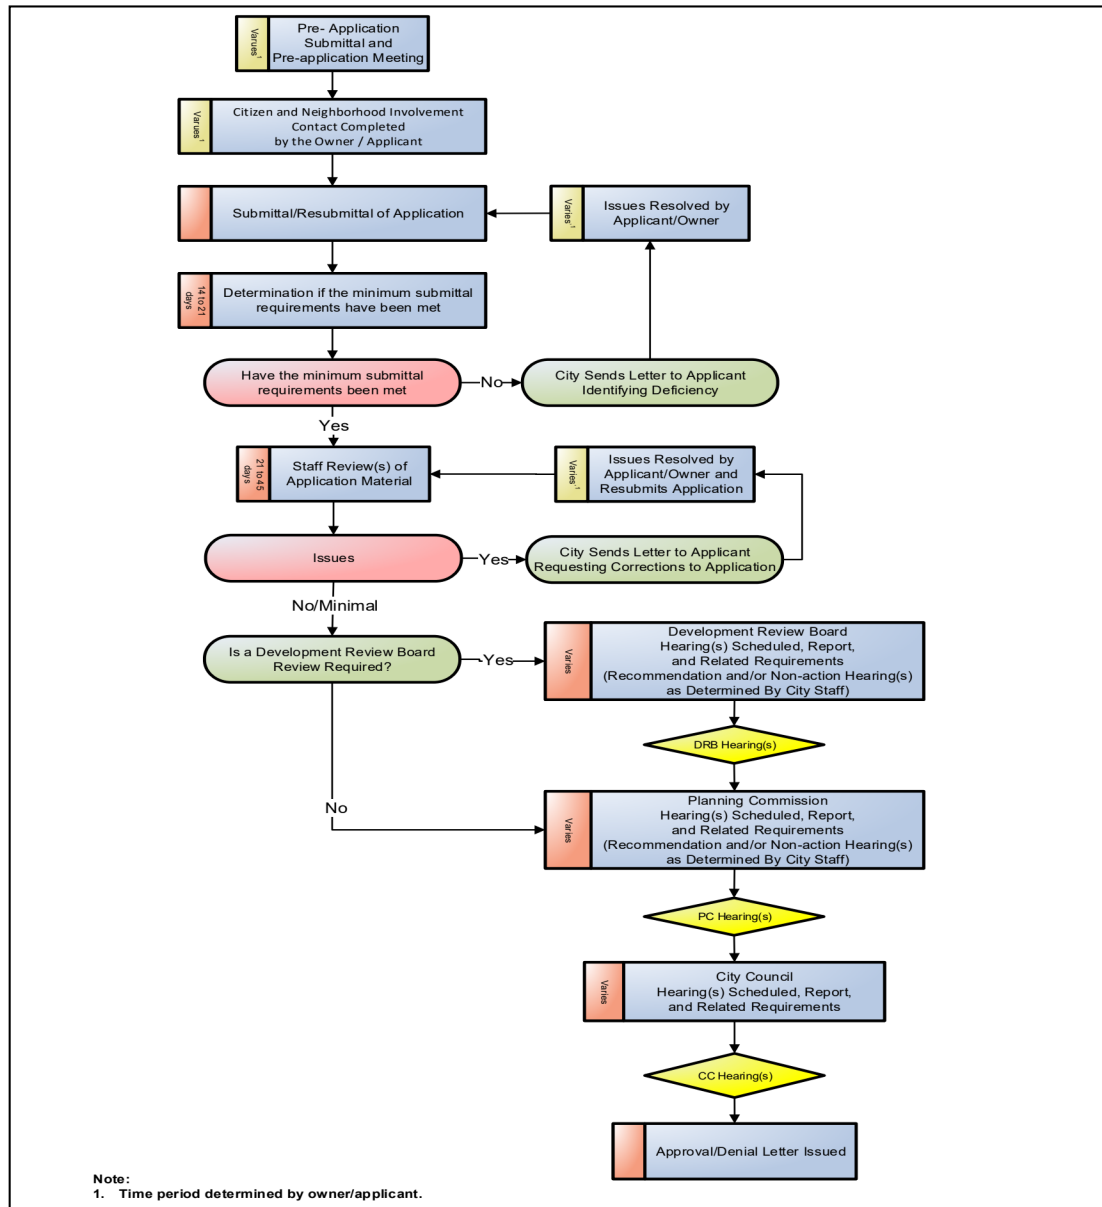 Varues¹
Pre- Application
Submittal and
Pre-application Meeting
Varues¹
Citizen and Neighborhood Involvement
Contact Completed
by the Owner / Applicant
Submittal/Resubmittal of Application
Varies¹
Issues Resolved by
Applicant/Owner
14 to 21
days
Determination if the minimum submittal
requirements have been met
Have the minimum submittal
requirements been met
No
City Sends Letter to Applicant
Identifying Deficiency
Yes
21 to 45
days
Staff Review(s) of
Application Material
Varies¹
Issues Resolved by
Applicant/Owner and
Resubmits Application
Issues
Yes
City Sends Letter to Applicant
Requesting Corrections to Application
No/Minimal
Is a Development Review Board
Review Required?
Yes
Varies
Development Review Board
Hearing(s) Scheduled, Report,
and Related Requirements
(Recommendation and/or Non-action Hearing(s)
as Determined By City Staff)
DRB Hearing(s)
No
Varies
Planning Commission
Hearing(s) Scheduled, Report,
and Related Requirements
(Recommendation and/or Non-action Hearing(s)
as Determined By City Staff)
PC Hearing(s)
Varies
City Council
Hearing(s) Scheduled, Report,
and Related Requirements
CC Hearing(s)
Approval/Denial Letter Issued
Note:
1. Time period determined by owner/applicant.